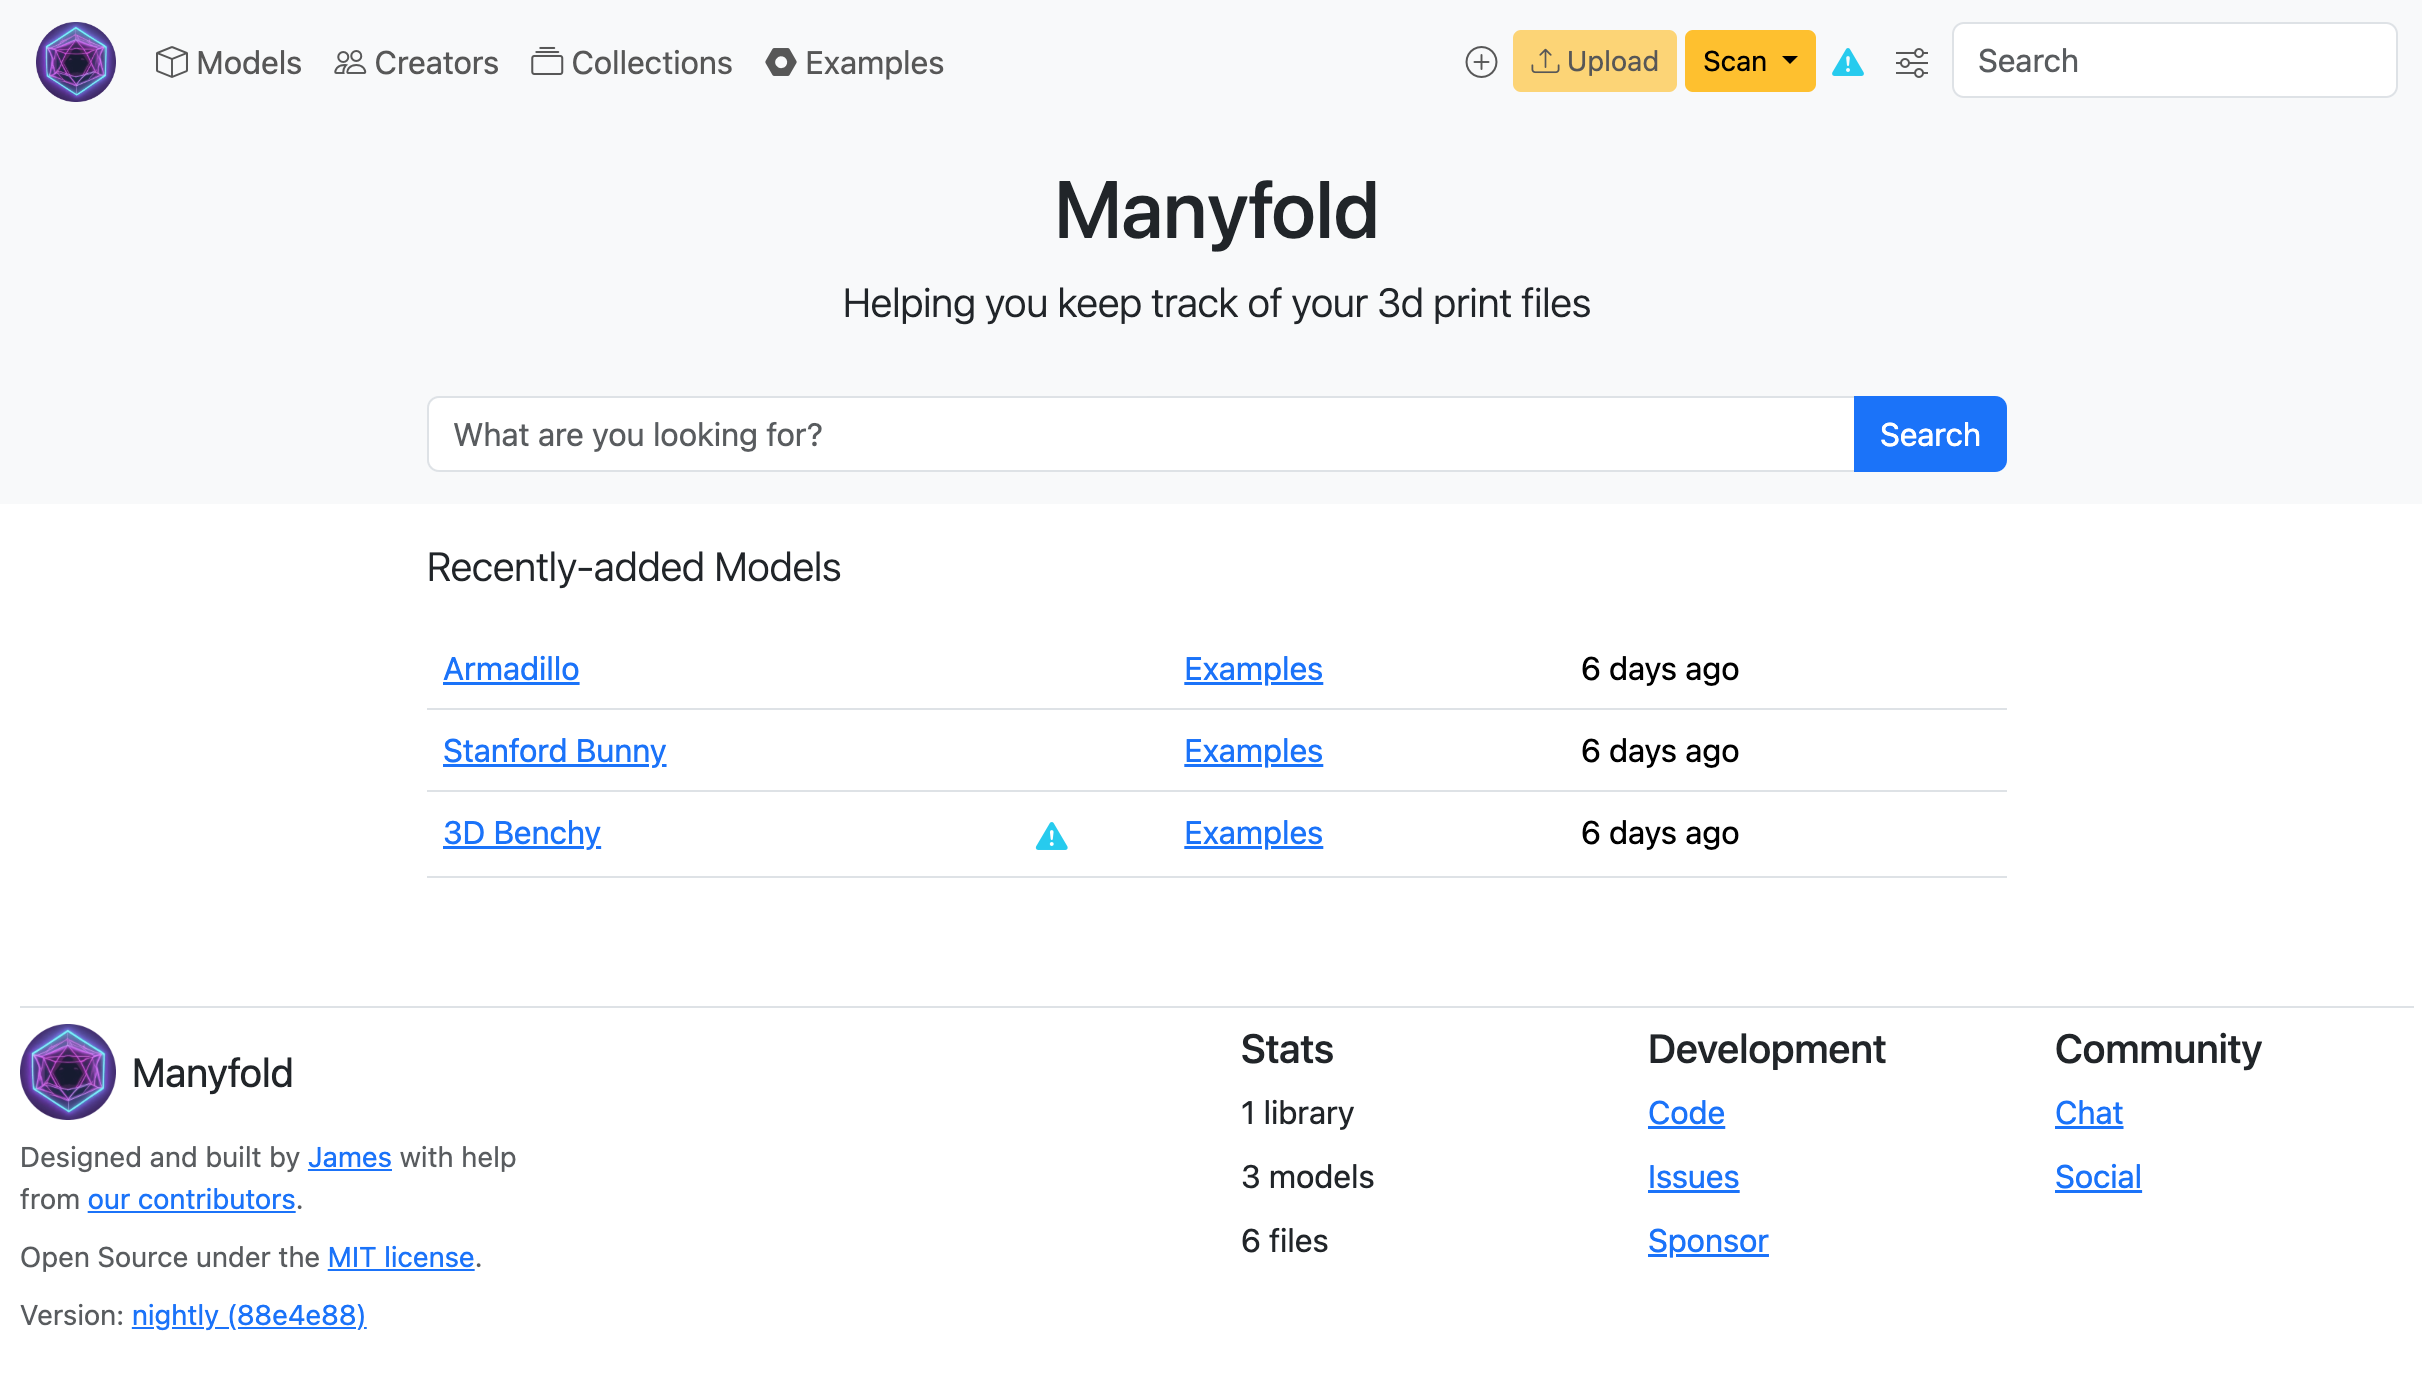 Models Creators Collections Examples Upload Scan Search
Manyfold
Helping you keep track of your 3d print files
What are you looking for? Search
Recently-added Models
Armadillo Examples 6 days ago
Stanford Bunny Examples 6 days ago
3D Benchy Examples 6 days ago
Manyfold
Designed and built by James with help
from our contributors.
Open Source under the MIT license.
Version: nightly (88e4e88)
Stats
1 library
3 models
6 files
Development
Code
Issues
Sponsor
Community
Chat
Social